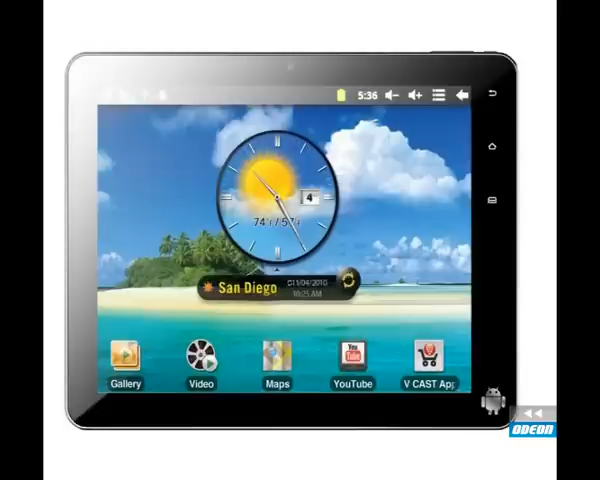 5:36
4
74°F/57F
San Diego
01/04/2010
10:25 AM
Gallery
Video
Maps
You
Tube
YouTube
V CAST App
ODEON